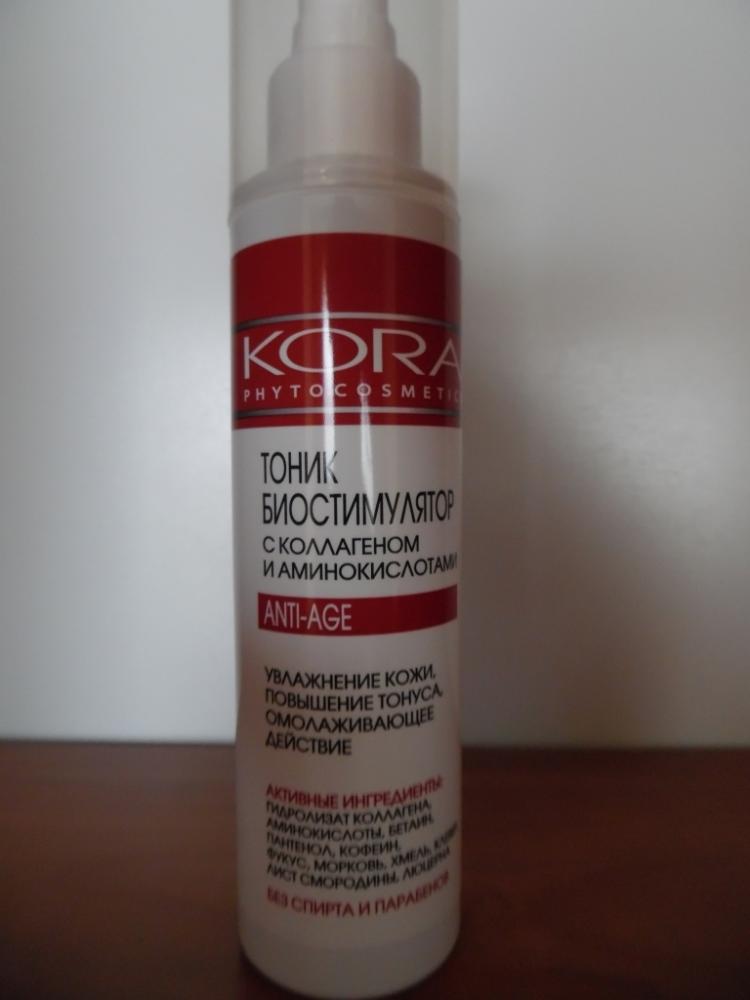 KORA
PHYTOCOSMETIC
ТОНИК
БИОСТИМУЛЯТОР
С КОЛЛАГЕНОМ
И АМИНОКИСЛОТАМИ
ANTI-AGE
УВЛАЖНЕНИЕ КОЖИ,
ПОВЫШЕНИЕ ТОНУСА,
ОМОЛАЖИВАЮЩЕЕ
ДЕЙСТВИЕ
АКТИВНЫЕ ИНГРЕДИЕНТЫ:
ГИДРОЛИЗАТ КОЛЛАГЕНА,
АМИНОКИСЛОТЫ, БЕТАИН,
ПАНТЕНОЛ, КОФЕИН,
ФУКУС, МОРКОВЬ, ХМЕЛЬ,
ЛИСТ СМОРОДИНЫ, ЛЮЦЕРНА
БЕЗ СПИРТА И ПАРАБЕНОВ